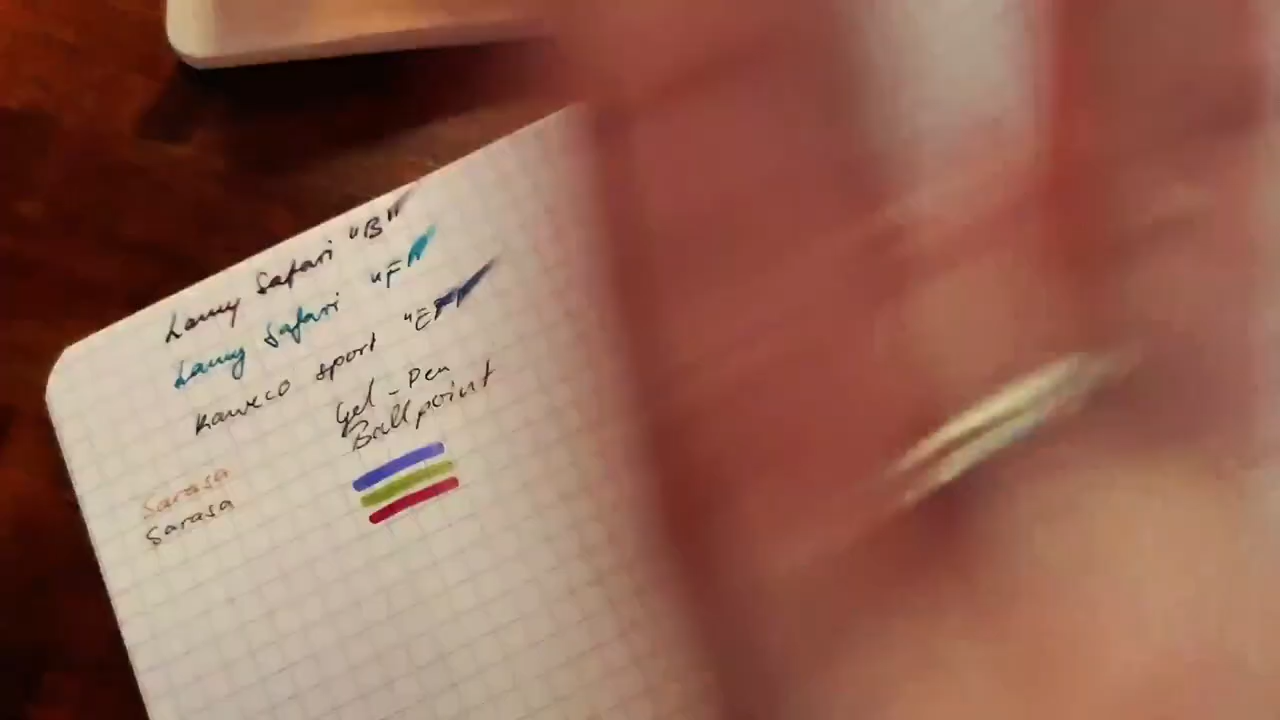 Lamy Safari "B"
Lamy Safari "F"
Kaweco sport "EF"
Gel-Pen
Ballpoint
Sarasa
Sarasa